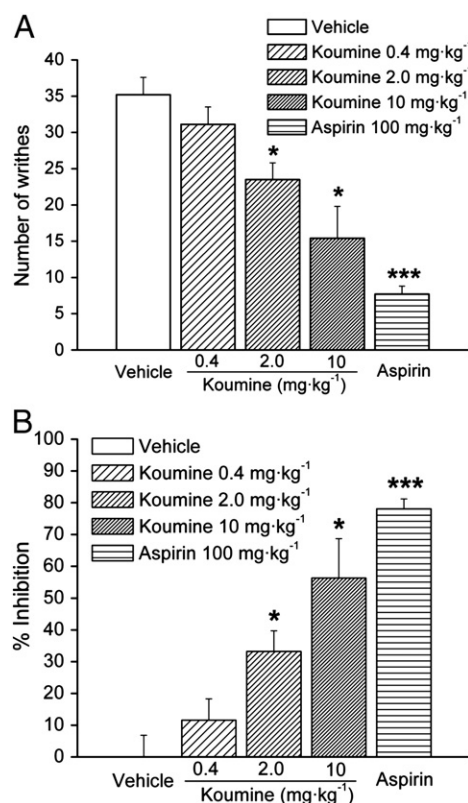 A
Vehicle
Koumine 0.4 mg·kg⁻¹
Koumine 2.0 mg·kg⁻¹
Koumine 10 mg·kg⁻¹
Aspirin 100 mg·kg⁻¹
Number of writhes
40
35
30
25
20
15
10
5
0
*
*
***
Vehicle
0.4
2.0
10
Aspirin
Koumine (mg·kg⁻¹)
B
Vehicle
Koumine 0.4 mg·kg⁻¹
Koumine 2.0 mg·kg⁻¹
Koumine 10 mg·kg⁻¹
Aspirin 100 mg·kg⁻¹
% Inhibition
100
90
80
70
60
50
40
30
20
10
0
*
*
***
Vehicle
0.4
2.0
10
Aspirin
Koumine (mg·kg⁻¹)